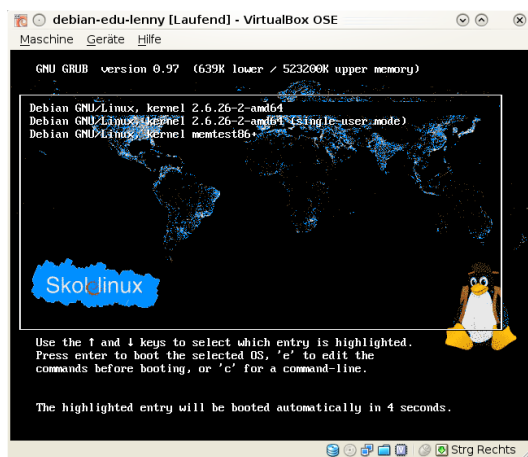 debian-edu-lenny [Laufend] - VirtualBox OSE
Maschine Geräte Hilfe
GNU GRUB version 0.97 (639K lower / 523200K upper memory)
Debian GNU/Linux, kernel 2.6.26-2-amd64
Debian GNU/Linux, kernel 2.6.26-2-amd64 (single-user mode)
Debian GNU/Linux, kernel memtest86+
Skolelinux
Use the ↑ and ↓ keys to select which entry is highlighted.
Press enter to boot the selected OS, 'e' to edit the
commands before booting, or 'c' for a command-line.
The highlighted entry will be booted automatically in 4 seconds.
Strg Rechts